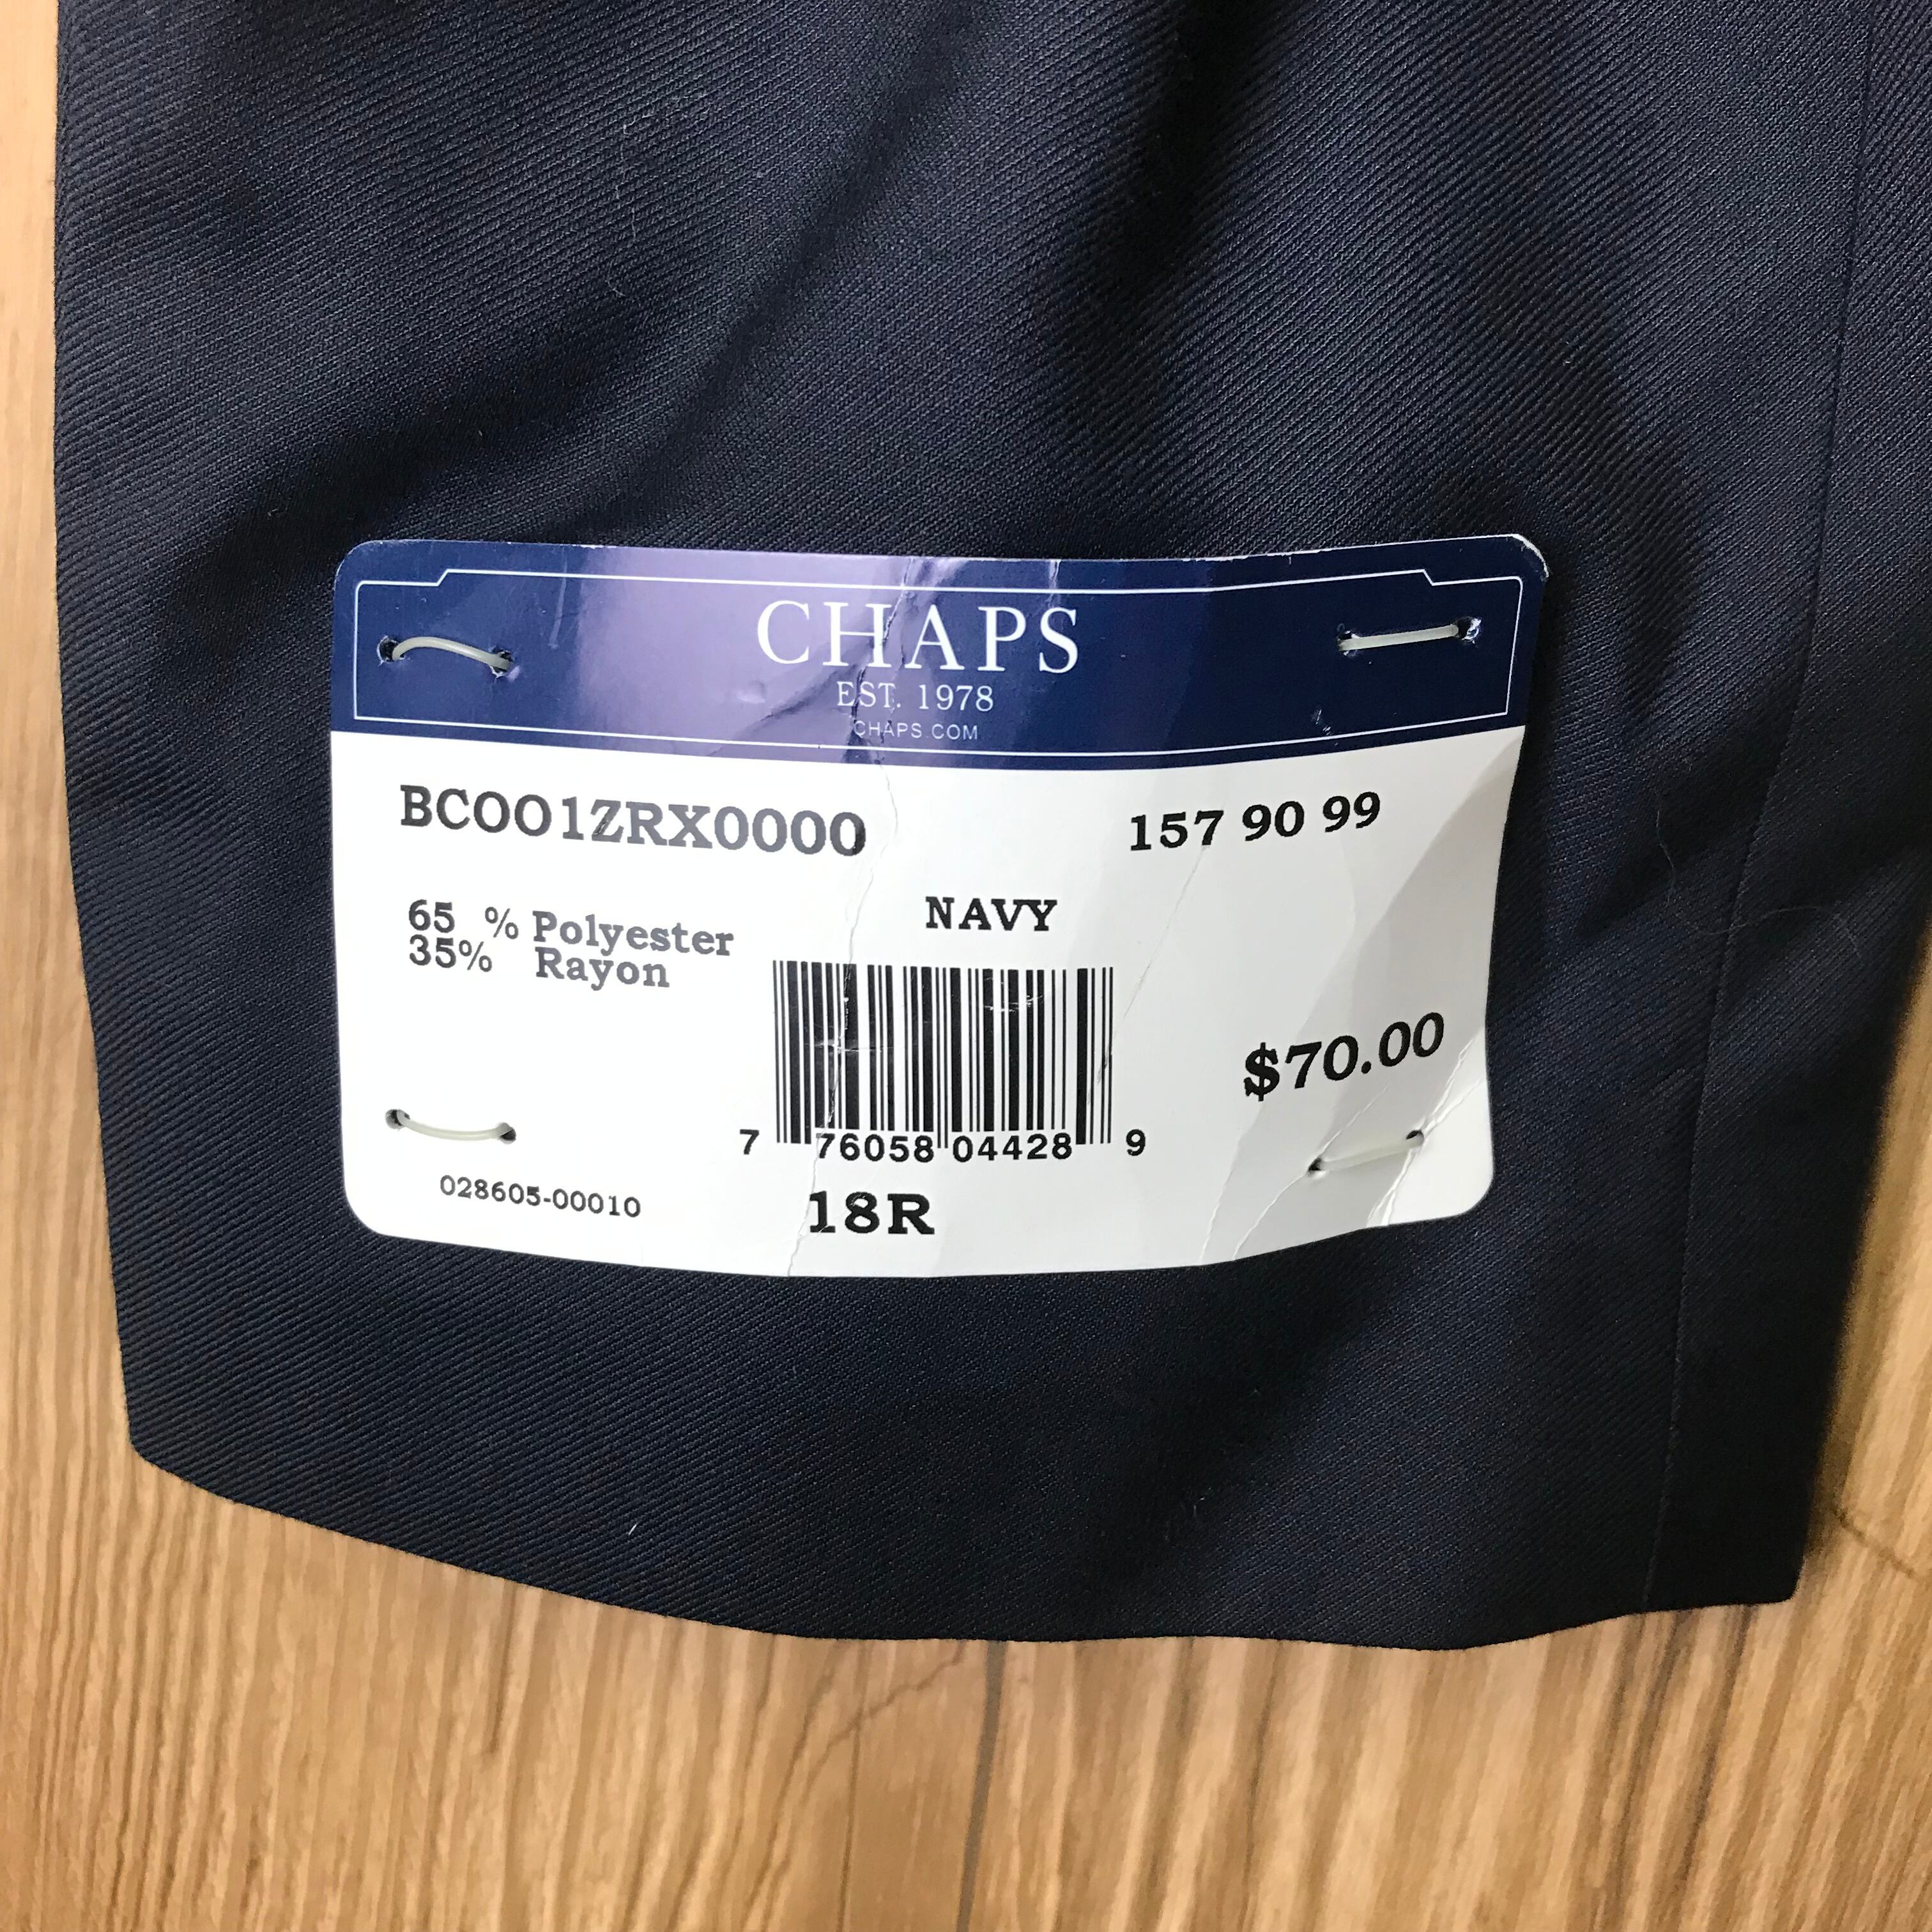 CHAPS
EST. 1978
CHAPS.COM
BC001ZRX0000 157 90 99
65 % Polyester
35% Rayon
NAVY
$70.00
7 76058 04428 9
028605-00010
18R